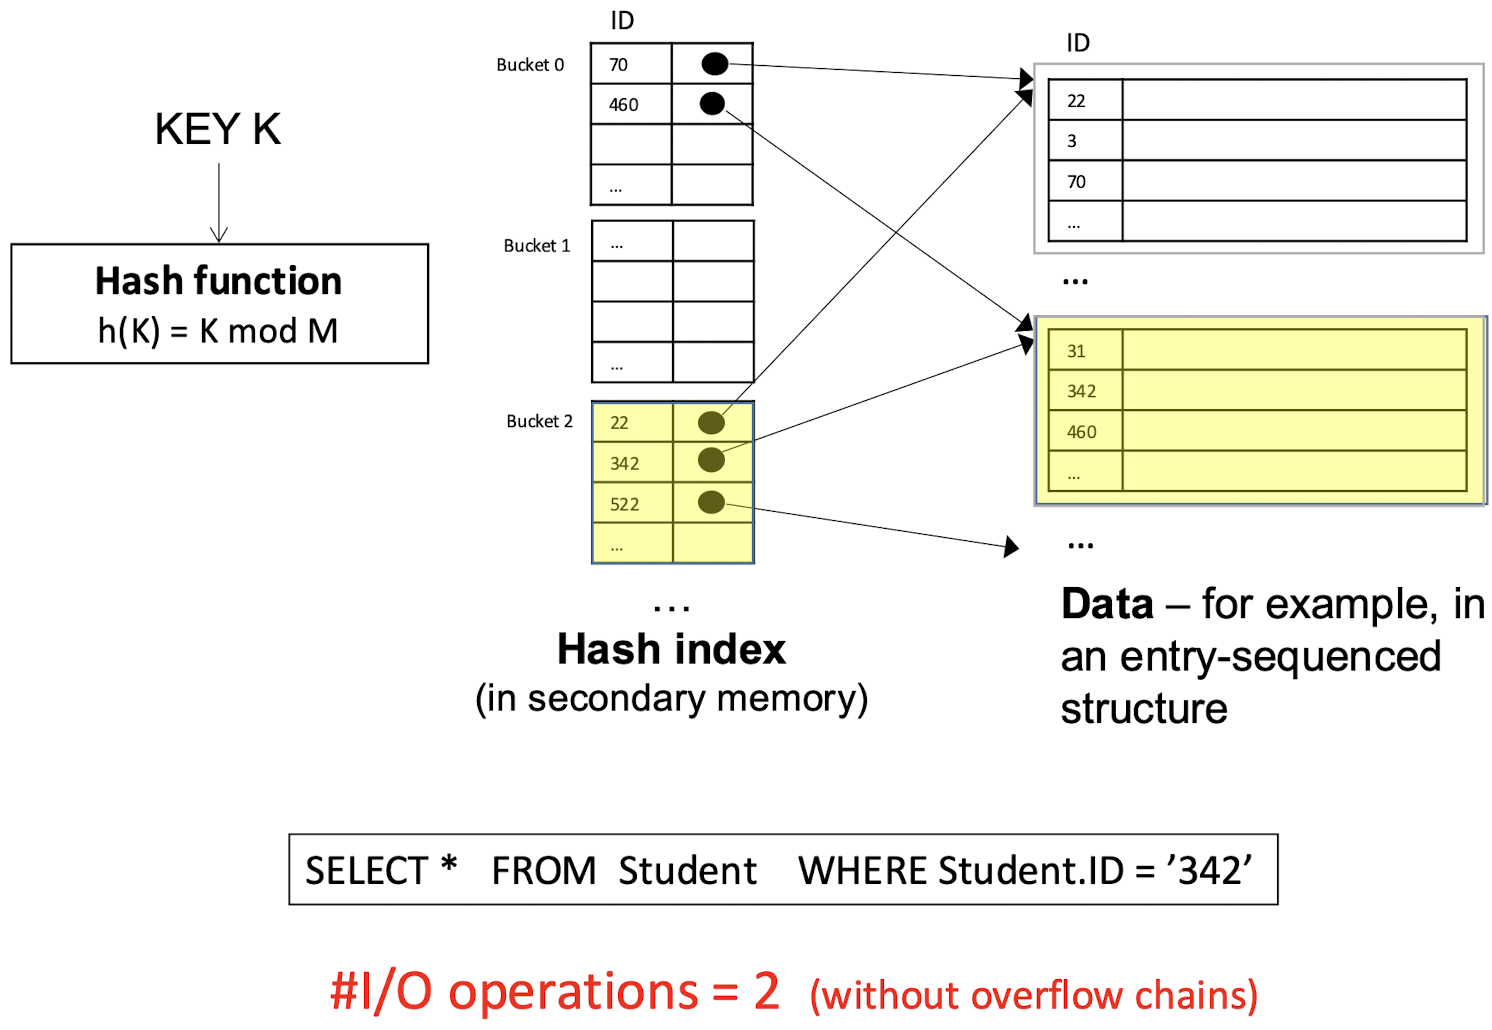 KEY K
Hash function
h(K) = K mod M
ID
Bucket 0
70
460
...
Bucket 1
...
...
Bucket 2
22
342
522
...
...
Hash index
(in secondary memory)
ID
22
3
70
...
...
31
342
460
...
...
Data – for example, in
an entry-sequenced
structure
SELECT * FROM Student WHERE Student.ID = ’342’
#I/O operations = 2 (without overflow chains)